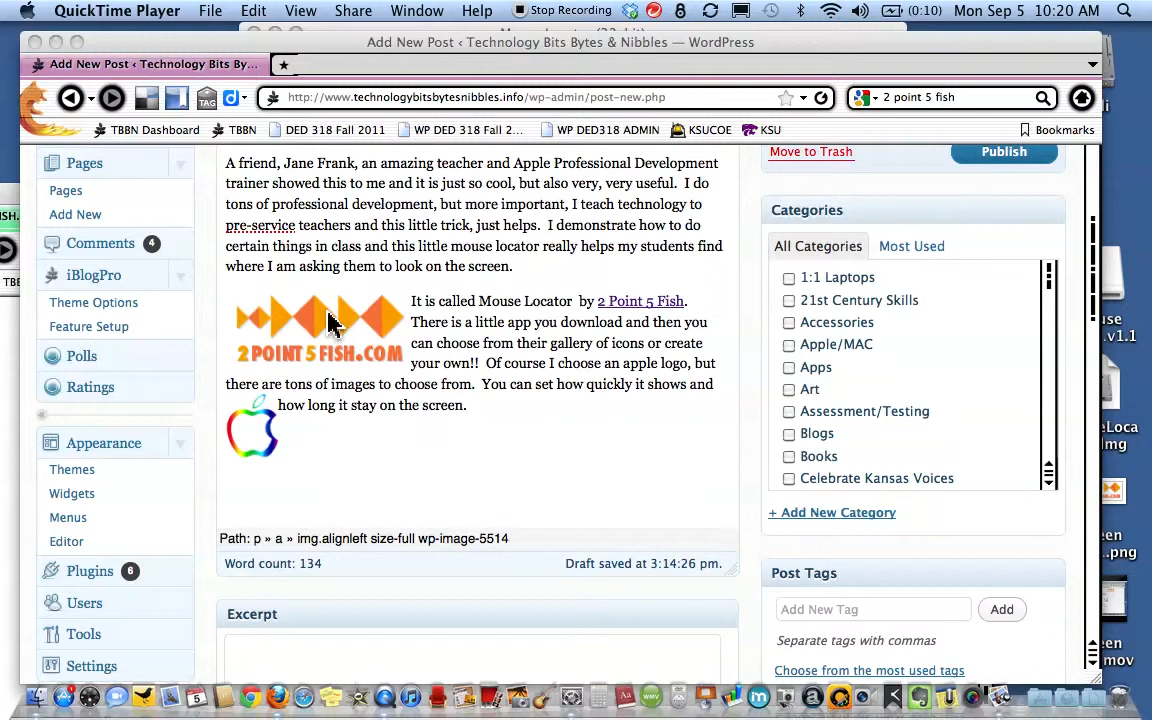 QuickTime Player File Edit View Share Window Help Stop Recording (0:10) Mon Sep 5 10:20 AM
Add New Post ‹ Technology Bits Bytes & Nibbles — WordPress
Add New Post ‹ Technology Bits By...
http://www.technologybitsbytesnibbles.info/wp-admin/post-new.php
2 point 5 fish
TAG
TBBN Dashboard TBBN DED 318 Fall 2011 WP DED 318 Fall 2... WP DED318 ADMIN KSUCOE KSU Bookmarks
Pages
Pages
Add New
Comments 4
iBlogPro
Theme Options
Feature Setup
Polls
Ratings
Appearance
Themes
Widgets
Menus
Editor
Plugins 6
Users
Tools
Settings
A friend, Jane Frank, an amazing teacher and Apple Professional Development
trainer showed this to me and it is just so cool, but also very, very useful. I do
tons of professional development, but more important, I teach technology to
pre-service teachers and this little trick, just helps. I demonstrate how to do
certain things in class and this little mouse locator really helps my students find
where I am asking them to look on the screen.
2POINT5FISH.COM
It is called Mouse Locator by 2 Point 5 Fish.
There is a little app you download and then you
can choose from their gallery of icons or create
your own!! Of course I choose an apple logo, but
there are tons of images to choose from. You can set how quickly it shows and
how long it stay on the screen.
Path: p » a » img.alignleft size-full wp-image-5514
Word count: 134 Draft saved at 3:14:26 pm.
Excerpt
Move to Trash Publish
Categories
All Categories Most Used
1:1 Laptops
21st Century Skills
Accessories
Apple/MAC
Apps
Art
Assessment/Testing
Blogs
Books
Celebrate Kansas Voices
+ Add New Category
Post Tags
Add New Tag Add
Separate tags with commas
Choose from the most used tags